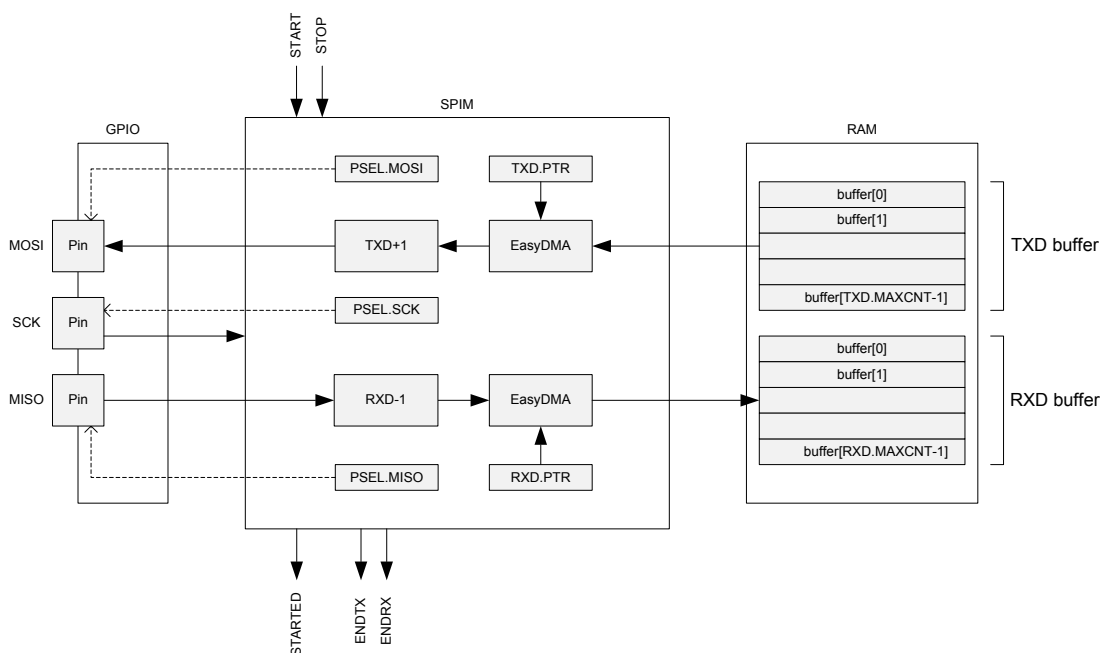 START
STOP
SPIM
GPIO
RAM
PSEL.MOSI
TXD.PTR
buffer[0]
buffer[1]
MOSI
Pin
TXD+1
EasyDMA
TXD buffer
buffer[TXD.MAXCNT-1]
PSEL.SCK
SCK
Pin
buffer[0]
buffer[1]
MISO
Pin
RXD-1
EasyDMA
RXD buffer
buffer[RXD.MAXCNT-1]
PSEL.MISO
RXD.PTR
STARTED
ENDTX
ENDRX